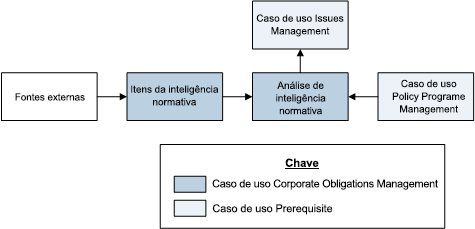 Caso de uso Issues
Management
Fontes externas
Itens da inteligência
normativa
Análise de
inteligência
normativa
Caso de uso
Policy Programe
Management
Chave
Caso de uso Corporate Obligations Management
Caso de uso Prerequisite